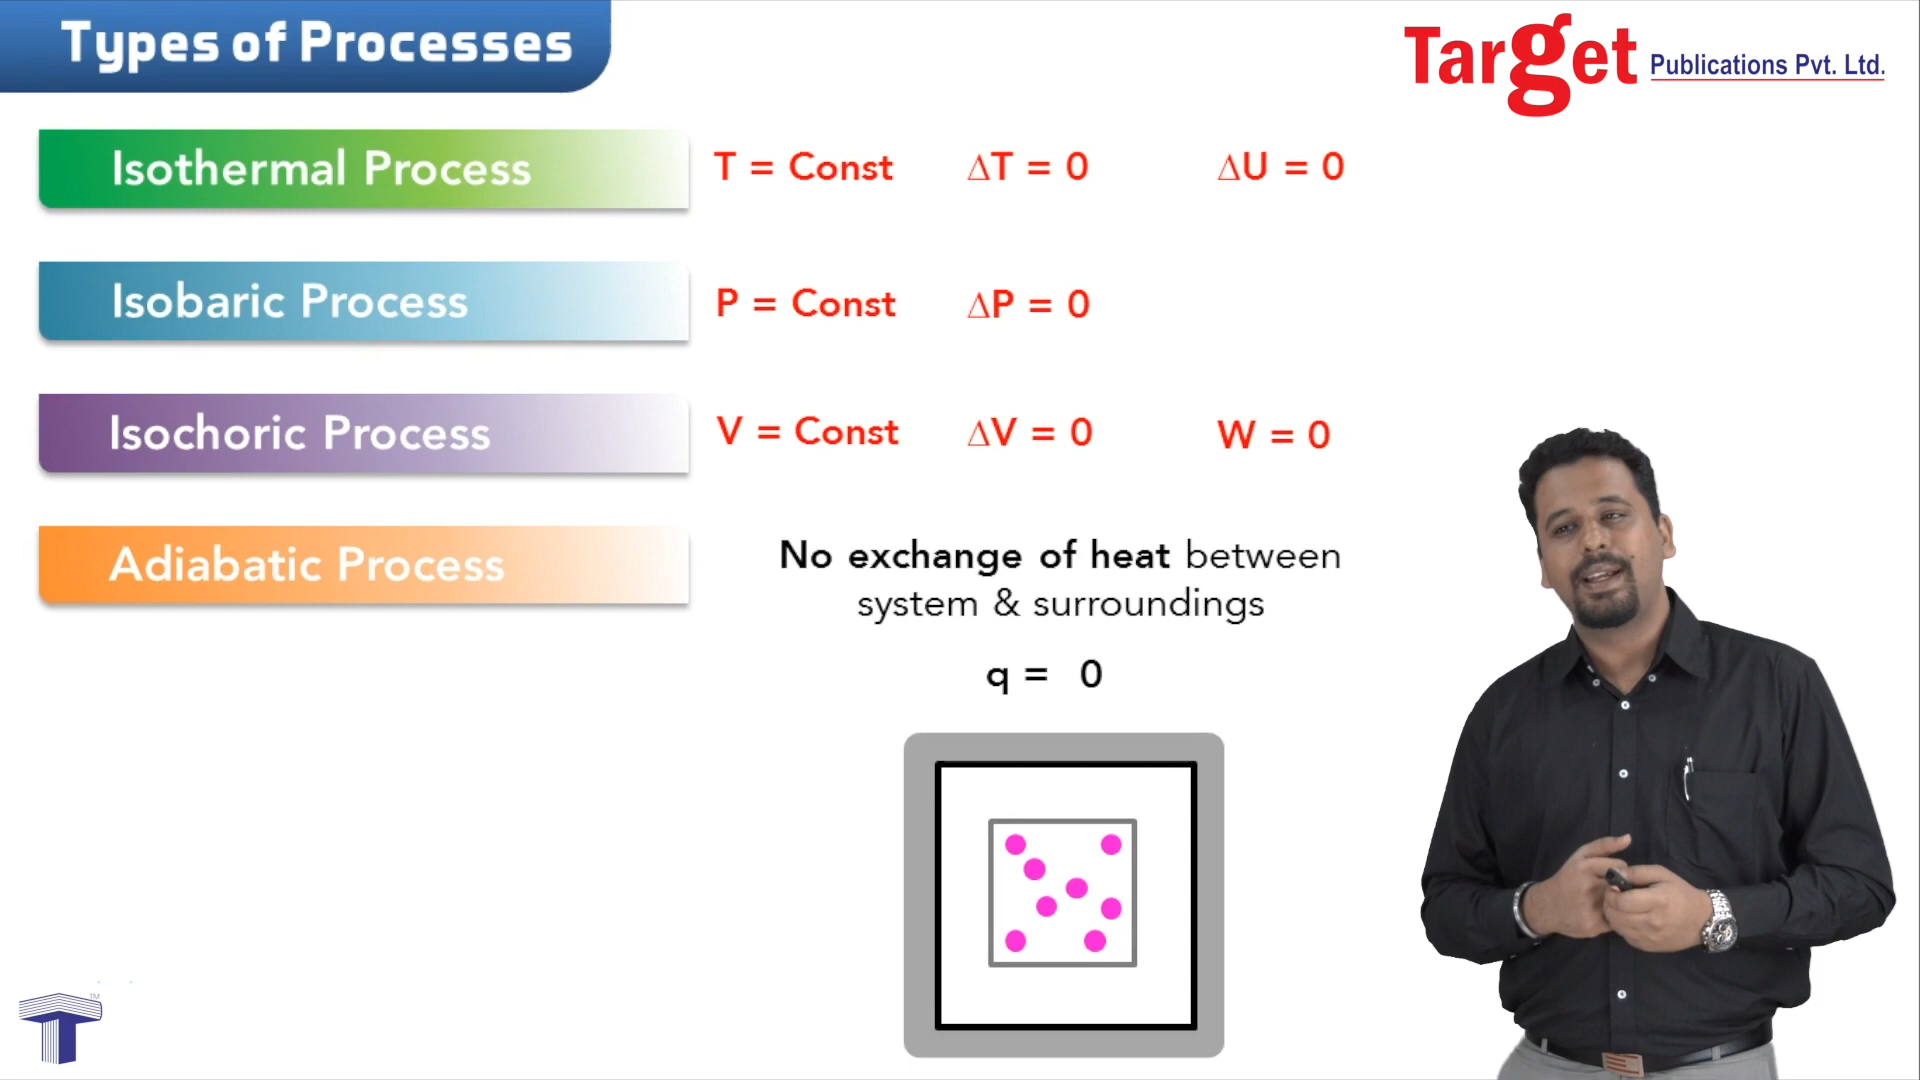 Types of Processes
Target Publications Pvt. Ltd.
Isothermal Process T = Const ΔT = 0 ΔU = 0
Isobaric Process P = Const ΔP = 0
Isochoric Process V = Const ΔV = 0 W = 0
Adiabatic Process No exchange of heat between
system & surroundings
q = 0
TM